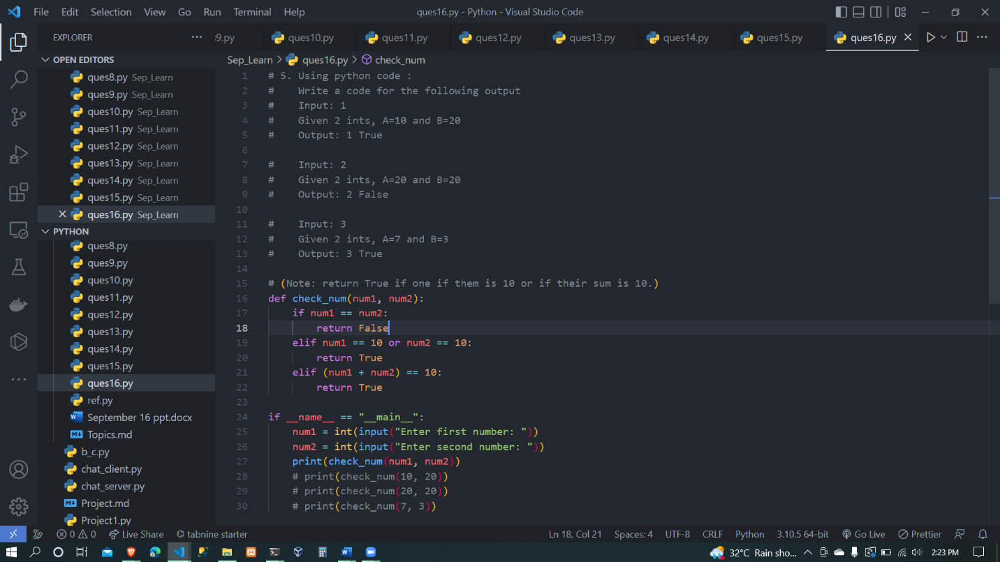 File Edit Selection View Go Run Terminal Help
ques16.py - Python - Visual Studio Code
EXPLORER
9.py ques10.py ques11.py ques12.py ques13.py ques14.py ques15.py ques16.py
OPEN EDITORS
ques8.py Sep_Learn
ques9.py Sep_Learn
ques10.py Sep_Learn
ques11.py Sep_Learn
ques12.py Sep_Learn
ques13.py Sep_Learn
ques14.py Sep_Learn
ques15.py Sep_Learn
ques16.py Sep_Learn
PYTHON
ques8.py
ques9.py
ques10.py
ques11.py
ques12.py
ques13.py
ques14.py
ques15.py
ques16.py
ref.py
September 16 ppt.docx
Topics.md
b_c.py
chat_client.py
chat_server.py
Project.md
Project1.py
Sep_Learn > ques16.py > check_num
1 # 5. Using python code :
2 #    Write a code for the following output
3 #    Input: 1
4 #    Given 2 ints, A=10 and B=20
5 #    Output: 1 True
6
7 #    Input: 2
8 #    Given 2 ints, A=20 and B=20
9 #    Output: 2 False
10
11 #    Input: 3
12 #    Given 2 ints, A=7 and B=3
13 #    Output: 3 True
14
15 # (Note: return True if one if them is 10 or if their sum is 10.)
16 def check_num(num1, num2):
17     if num1 == num2:
18         return False
19     elif num1 == 10 or num2 == 10:
20         return True
21     elif (num1 + num2) == 10:
22         return True
23
24 if __name__ == "__main__":
25     num1 = int(input("Enter first number: "))
26     num2 = int(input("Enter second number: "))
27     print(check_num(num1, num2))
28     # print(check_num(10, 20))
29     # print(check_num(20, 20))
30     # print(check_num(7, 3))
0 0 Live Share tabnine starter Ln 18, Col 21 Spaces: 4 UTF-8 CRLF Python 3.10.5 64-bit Go Live Prettier
32°C Rain sho... 2:23 PM